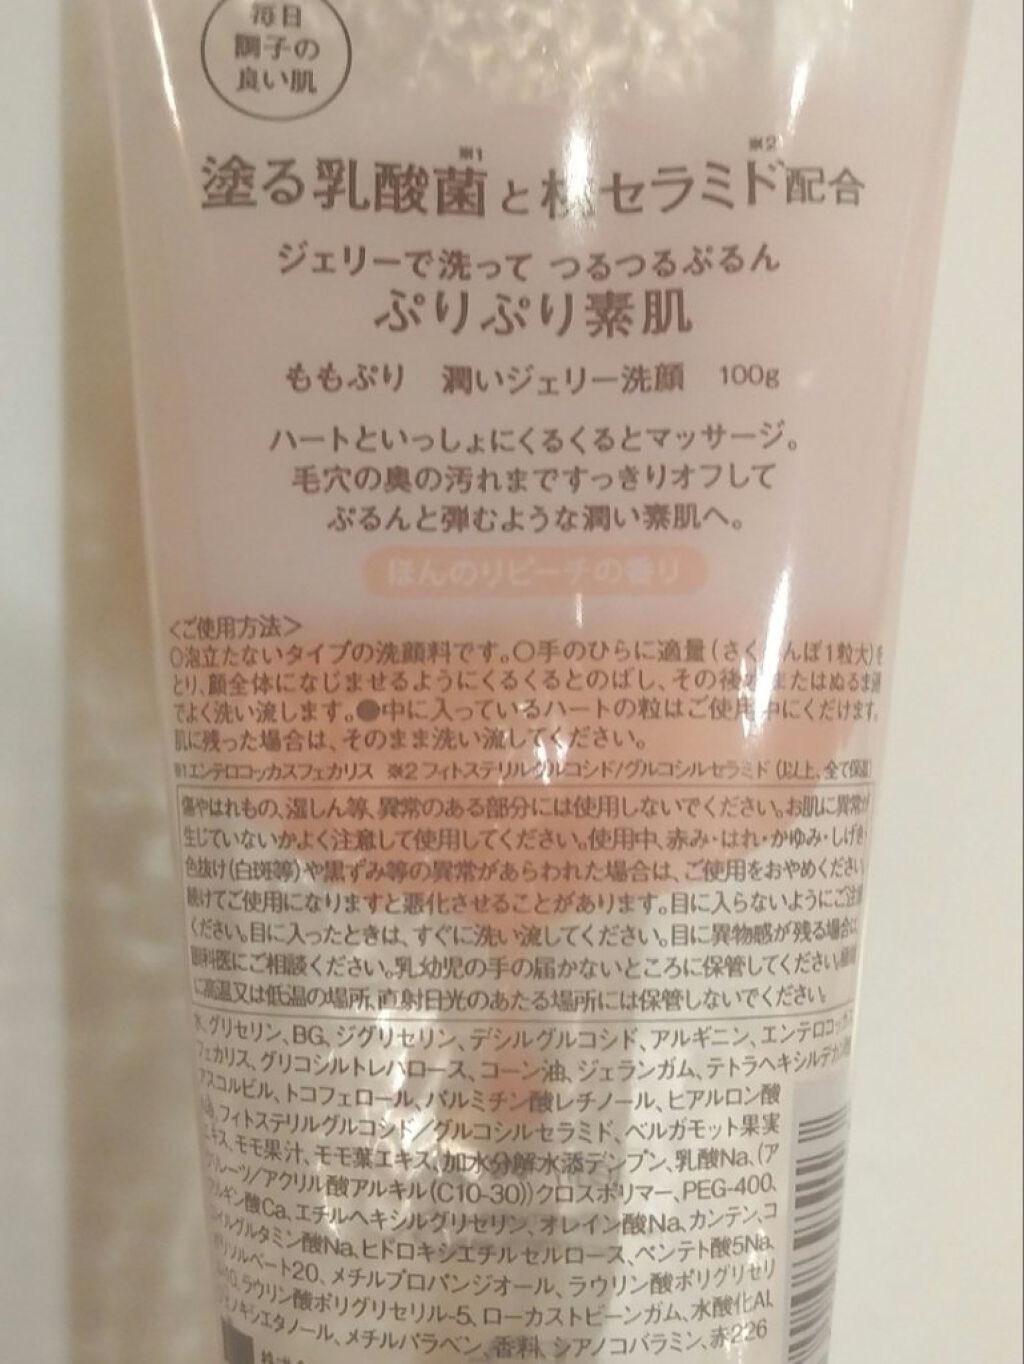 毎日
調子の
良い肌
塗る乳酸菌※1と桃セラミド※2配合
ジェリーで洗って つるつるぷるん
ぷりぷり素肌
ももぷり 潤いジェリー洗顔 100g
ハートといっしょにくるくるとマッサージ。
毛穴の奥の汚れまですっきりオフして
ぷるんと弾むような潤い素肌へ。
ほんのりピーチの香り
<ご使用方法>
○泡立たないタイプの洗顔料です。○手のひらに適量(さく んぼ1粒大)を
とり、顔全体になじませるようにくるくるとのばし、その後 またはぬるま湯
でよく洗い流します。●中に入っているハートの粒はご使用中にくだけます。
肌に残った場合は、そのまま洗い流してください。
※1エンテロコッカスフェカリス ※2フィトステリルグルコシド/グルコシルセラミド(以上、全て保湿)
傷やはれもの、湿しん等、異常のある部分には使用しないでください。お肌に異常が
生じていないかよく注意して使用してください。使用中、赤み・はれ・かゆみ・しげき・
色抜け(白斑等)や黒ずみ等の異常があらわれた場合は、ご使用をおやめください
続けてご使用になりますと悪化させることがあります。目に入らないようにご注意
ください。目に入ったときは、すぐに洗い流してください。目に異物感が残る場合は、
眼科医にご相談ください。乳幼児の手の届かないところに保管してください。
に高温又は低温の場所、直射日光のあたる場所には保管しないでください。
水、グリセリン、BG、ジグリセリン、デシルグルコシド、アルギニン、エンテロコッカス
フェカリス、グリコシルトレハロース、コーン油、ジェランガム、テトラヘキシルデカン酸
アスコルビル、トコフェロール、パルミチン酸レチノール、ヒアルロン酸
Na、フィトステリルグルコシド/グルコシルセラミド、ベルガモット果実
エキス、モモ果汁、モモ葉エキス、加水分解水添デンプン、乳酸Na、(ア
クリレーツ/アクリル酸アルキル(C10-30))クロスポリマー、PEG-400、
アルギン酸Ca、エチルヘキシルグリセリン、オレイン酸Na、カンテン、コ
コイルグルタミン酸Na、ヒドロキシエチルセルロース、ペンテト酸5Na、
ポリソルベート20、メチルプロパンジオール、ラウリン酸ポリグリセリ
ル-10、ラウリン酸ポリグリセリル-5、ローカストビーンガム、水酸化Al、
フェノキシエタノール、メチルパラベン、香料、シアノコバラミン、赤226